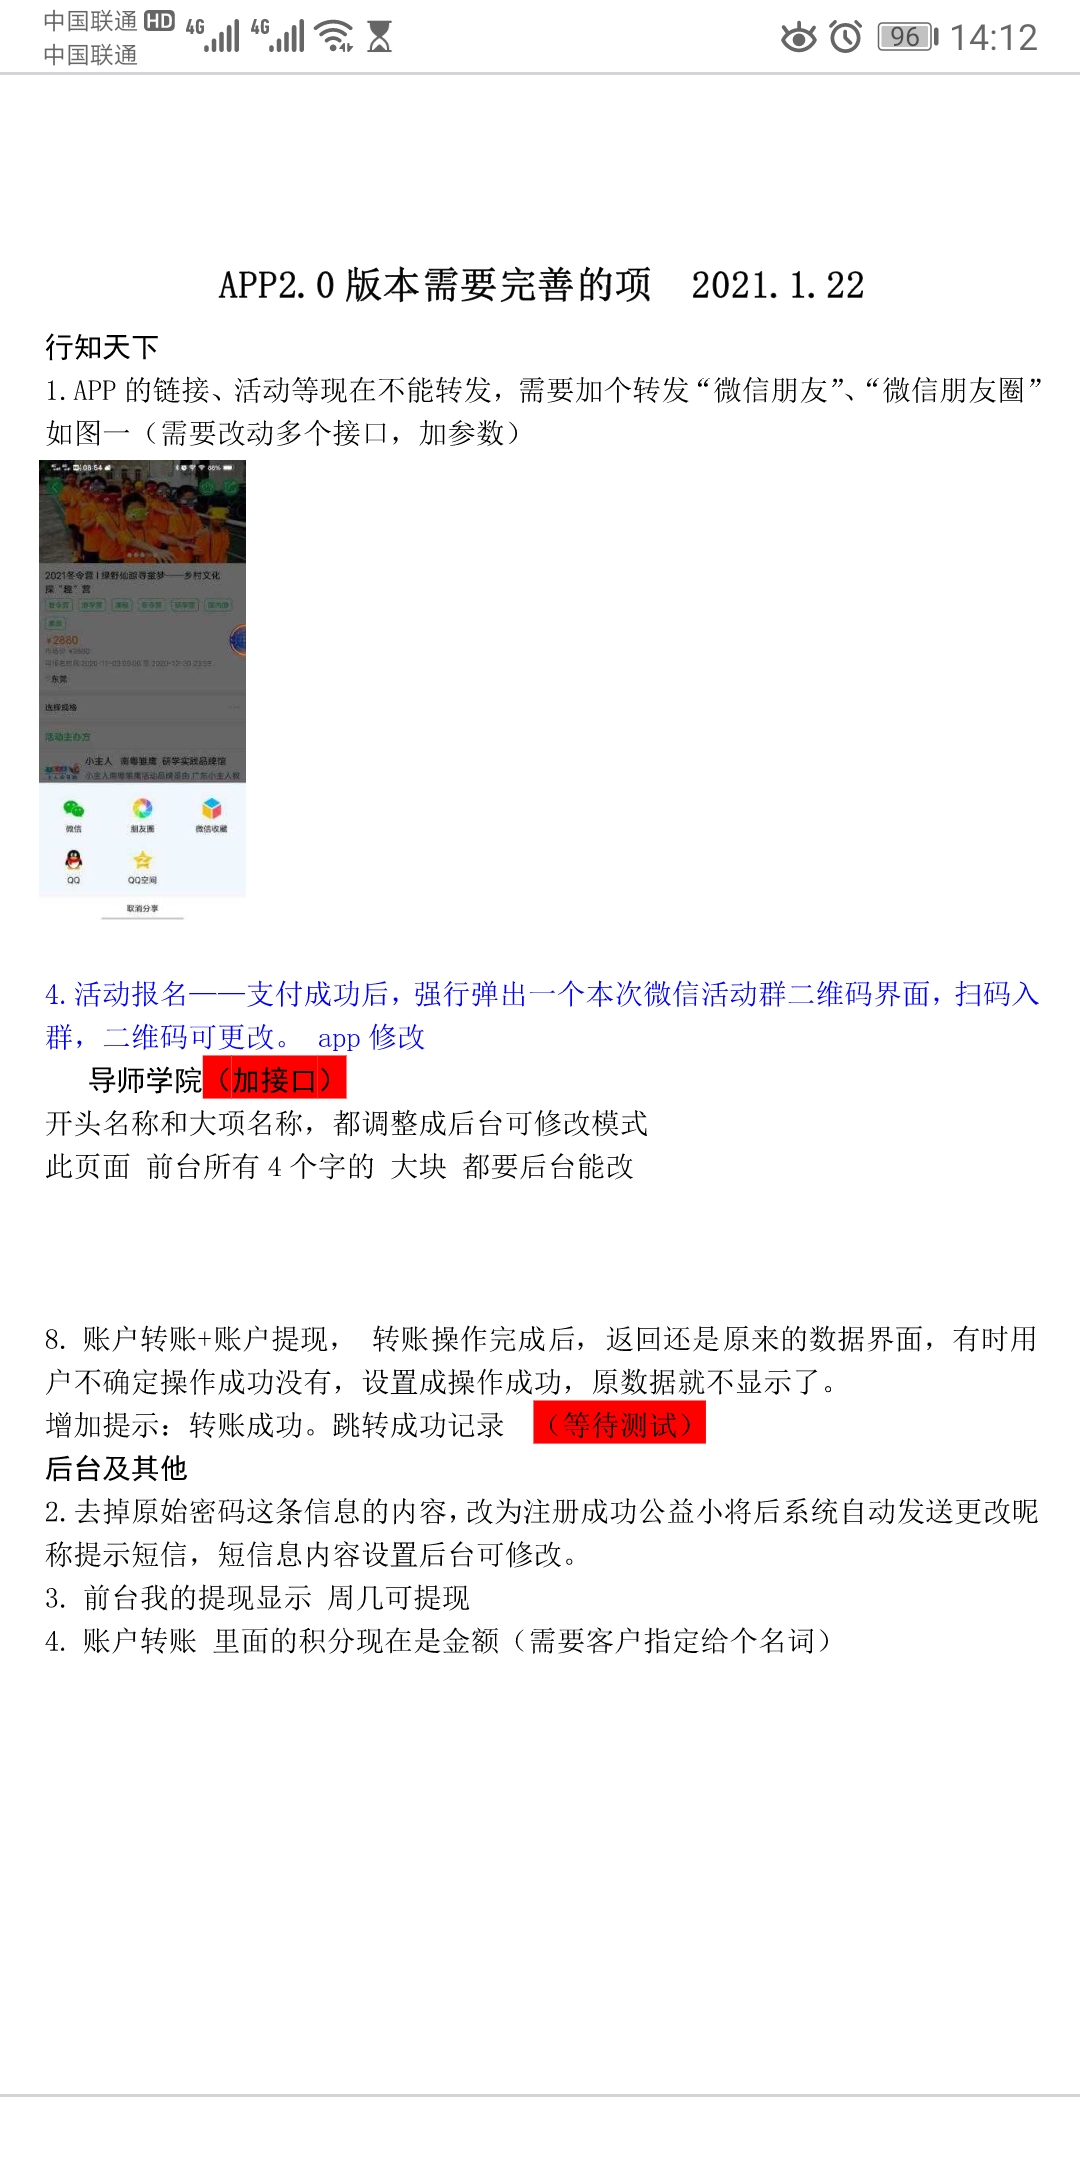 中国联通 HD 4G 4G 96 14:12
中国联通
APP2.0版本需要完善的项 2021.1.22
行知天下
1.APP的链接、活动等现在不能转发，需要加个转发“微信朋友”、“微信朋友圈”
如图一（需要改动多个接口，加参数）
08:54 66%
2021冬令营 | 绿野仙踪寻童梦——乡村文化
探“趣”营
¥2880
东莞
选择规格
活动主办方
小主人 南粤雏鹰 研学实践品牌馆
微信 朋友圈 微信收藏
QQ QQ空间
取消分享
4.活动报名——支付成功后，强行弹出一个本次微信活动群二维码界面，扫码入
群，二维码可更改。 app修改
导师学院（加接口）
开头名称和大项名称，都调整成后台可修改模式
此页面 前台所有4个字的 大块 都要后台能改
8. 账户转账+账户提现， 转账操作完成后，返回还是原来的数据界面，有时用
户不确定操作成功没有，设置成操作成功，原数据就不显示了。
增加提示：转账成功。跳转成功记录 （等待测试）
后台及其他
2.去掉原始密码这条信息的内容，改为注册成功公益小将后系统自动发送更改昵
称提示短信，短信息内容设置后台可修改。
3. 前台我的提现显示 周几可提现
4. 账户转账 里面的积分现在是金额（需要客户指定给个名词）